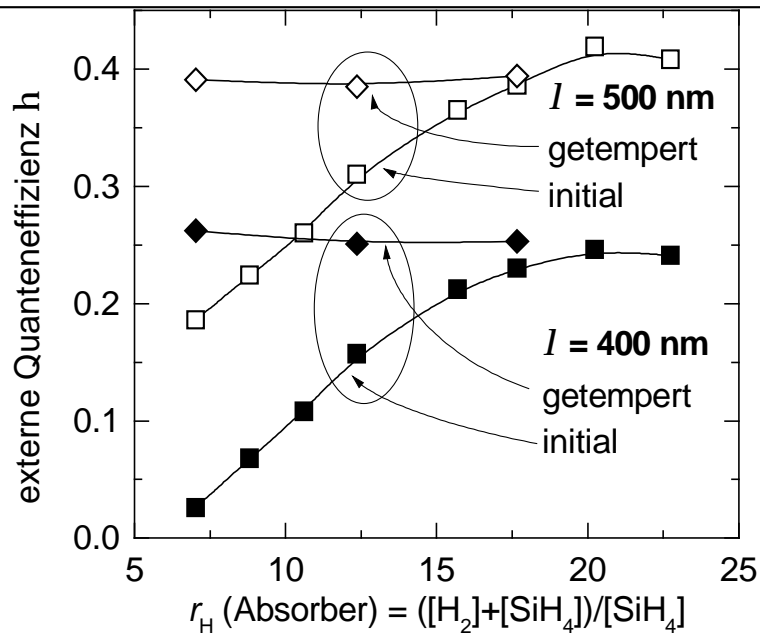 externe Quanteneffizienz h
0.4
0.3
0.2
0.1
0.0
l = 500 nm
getempert
initial
l = 400 nm
getempert
initial
5 10 15 20 25
r_H (Absorber) = ([H₂]+[SiH₄])/[SiH₄]